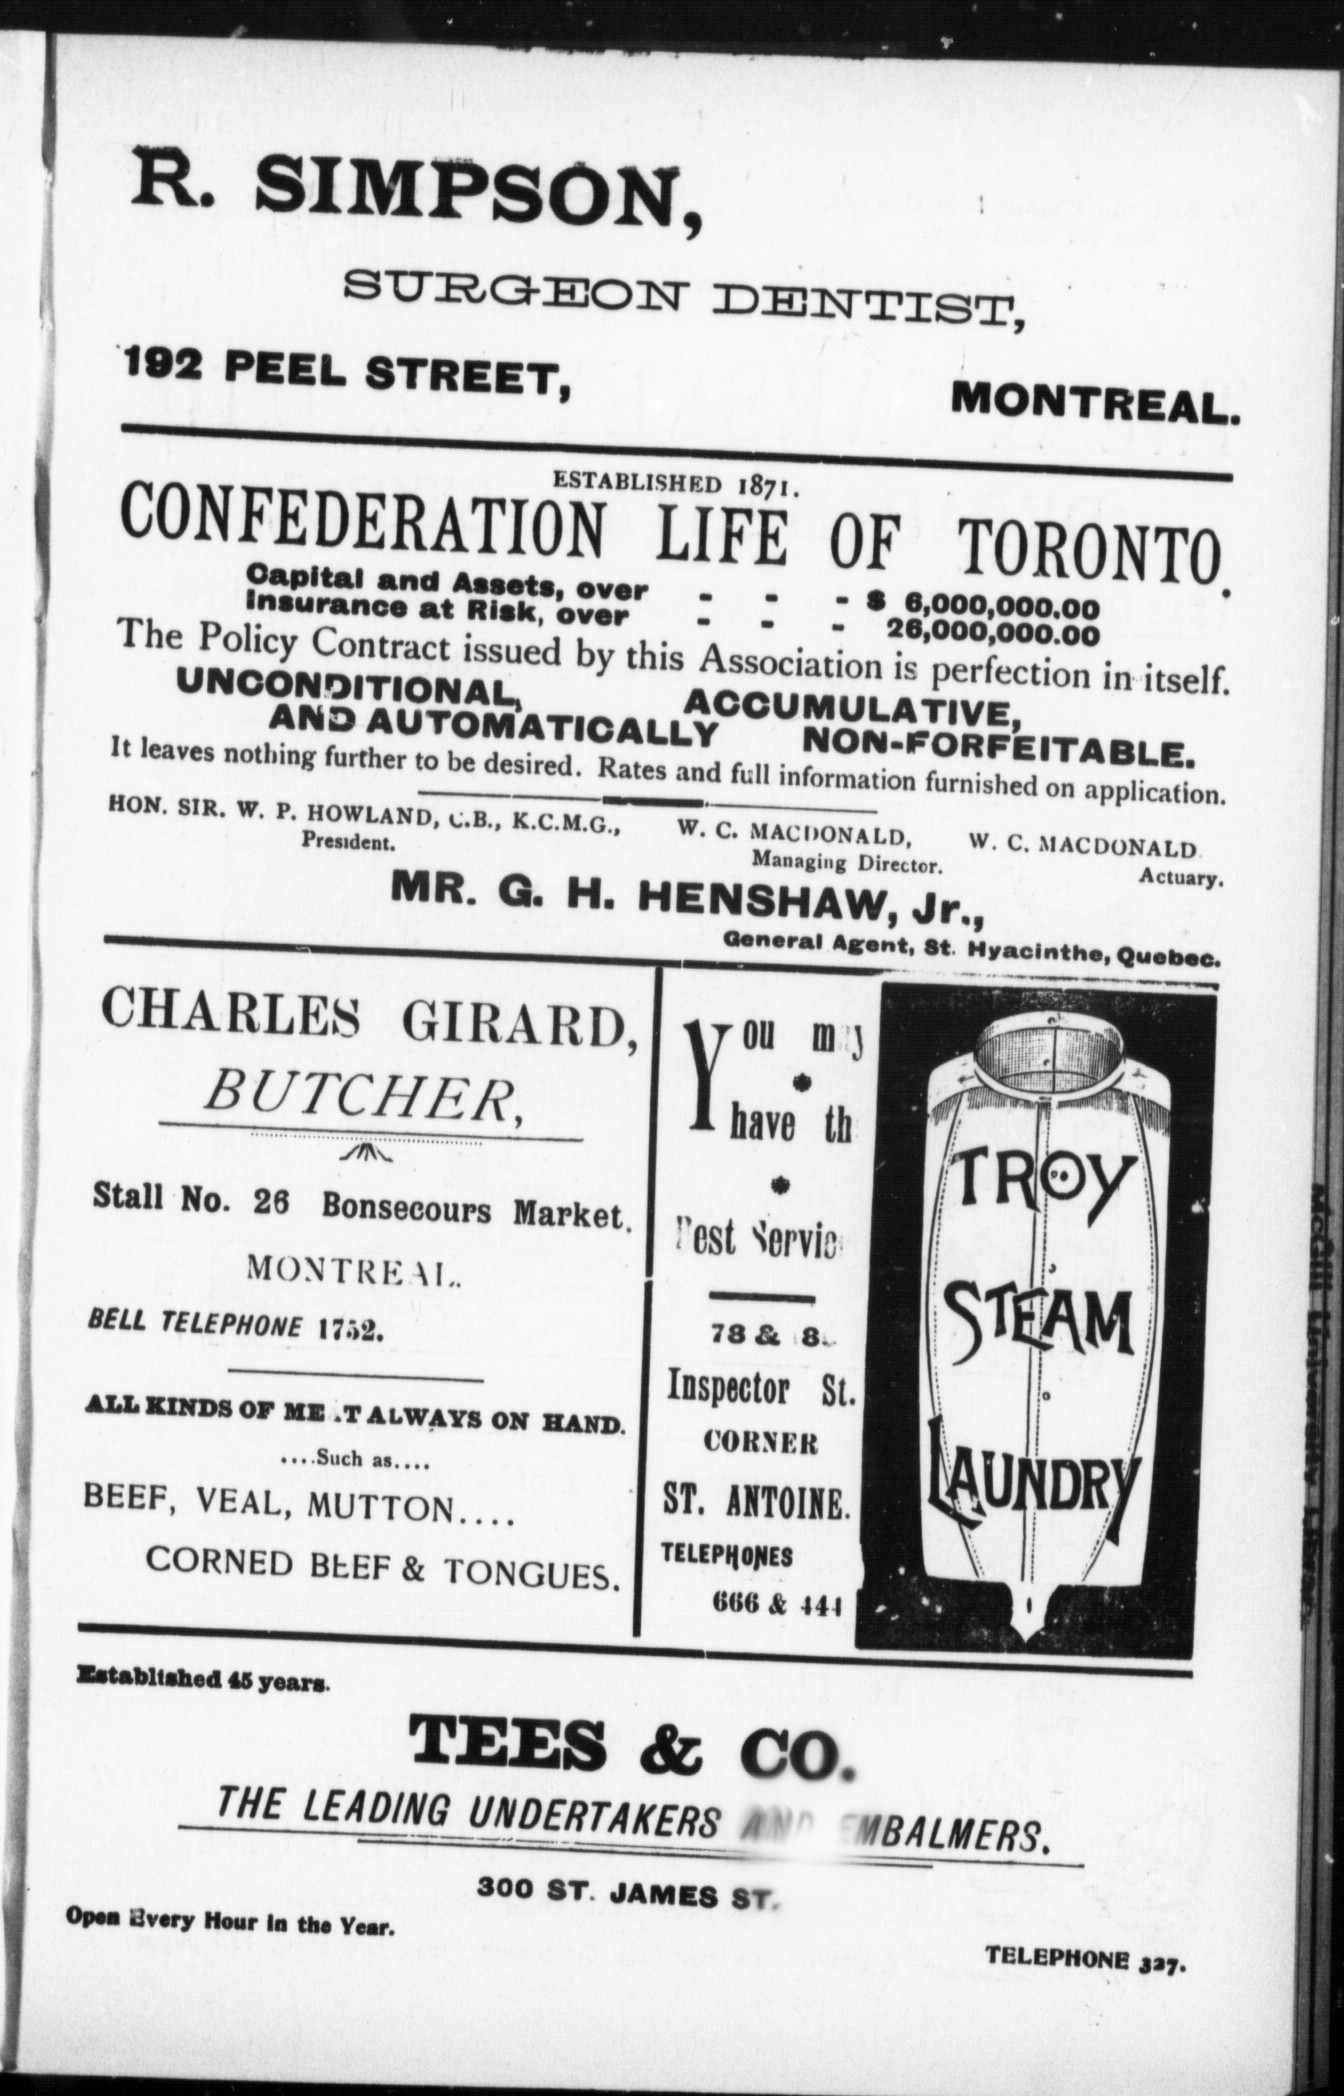 R. SIMPSON,
SURGEON DENTIST,
192 PEEL STREET,
MONTREAL.
ESTABLISHED 1871.
CONFEDERATION LIFE OF TORONTO.
Capital and Assets, over - - - $ 6,000,000.00
Insurance at Risk, over - - - 26,000,000.00
The Policy Contract issued by this Association is perfection in itself.
UNCONDITIONAL, ACCUMULATIVE,
AND AUTOMATICALLY NON-FORFEITABLE.
It leaves nothing further to be desired. Rates and full information furnished on application.
HON. SIR. W. P. HOWLAND, C.B., K.C.M.G.,
President.
W. C. MACDONALD,
Managing Director.
W. C. MACDONALD
Actuary.
MR. G. H. HENSHAW, Jr.,
General Agent, St. Hyacinthe, Quebec.
CHARLES GIRARD,
BUTCHER,
Stall No. 26 Bonsecours Market.
MONTREAL.
BELL TELEPHONE 1752.
ALL KINDS OF MEAT ALWAYS ON HAND.
....Such as....
BEEF, VEAL, MUTTON....
CORNED BEEF & TONGUES.
You may
have th
Best Servic
78 &
Inspector St.
CORNER
ST. ANTOINE.
TELEPHONES
666 & 444
TROY
STEAM
LAUNDRY
Established 45 years.
TEES & CO.
THE LEADING UNDERTAKERS AND EMBALMERS.
300 ST. JAMES ST.
Open Every Hour in the Year.
TELEPHONE 327.